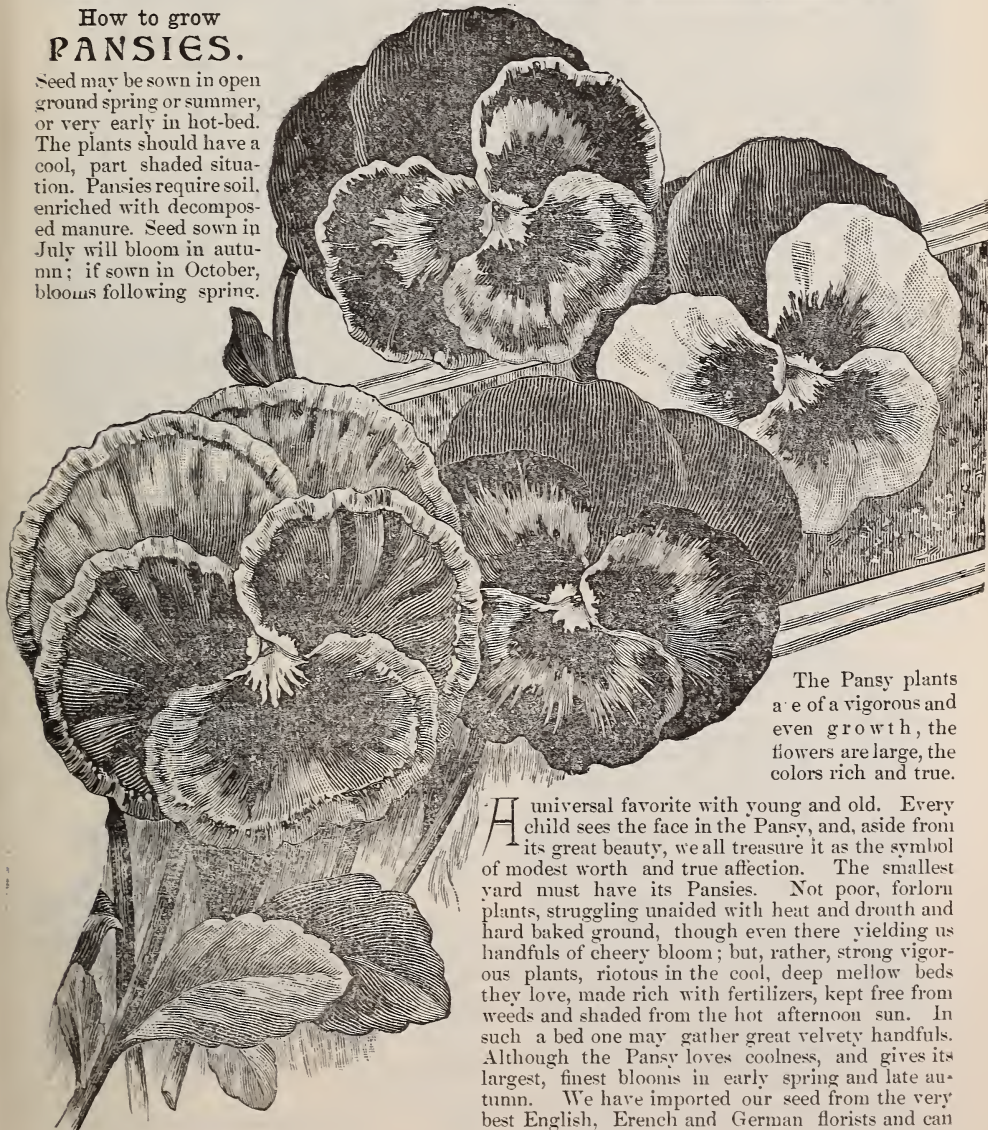 How to grow
PANSIES.
Seed may be sown in open
ground spring or summer,
or very early in hot-bed.
The plants should have a
cool, part shaded situa-
tion. Pansies require soil.
enriched with decompos-
ed manure. Seed sown in
July will bloom in autu-
mn; if sown in October,
blooms following spring.
The Pansy plants
a e of a vigorous and
even growth, the
flowers are large, the
colors rich and true.
A universal favorite with young and old. Every
child sees the face in the Pansy, and, aside from
its great beauty, we all treasure it as the symbol
of modest worth and true affection. The smallest
yard must have its Pansies. Not poor, forlorn
plants, struggling unaided with heat and drouth and
hard baked ground, though even there yielding us
handfuls of cheery bloom; but, rather, strong vigor-
ous plants, riotous in the cool, deep mellow beds
they love, made rich with fertilizers, kept free from
weeds and shaded from the hot afternoon sun. In
such a bed one may gather great velvety handfuls.
Although the Pansy loves coolness, and gives its
largest, finest blooms in early spring and late au-
tumn. We have imported our seed from the very
best English, Erench and German florists and can